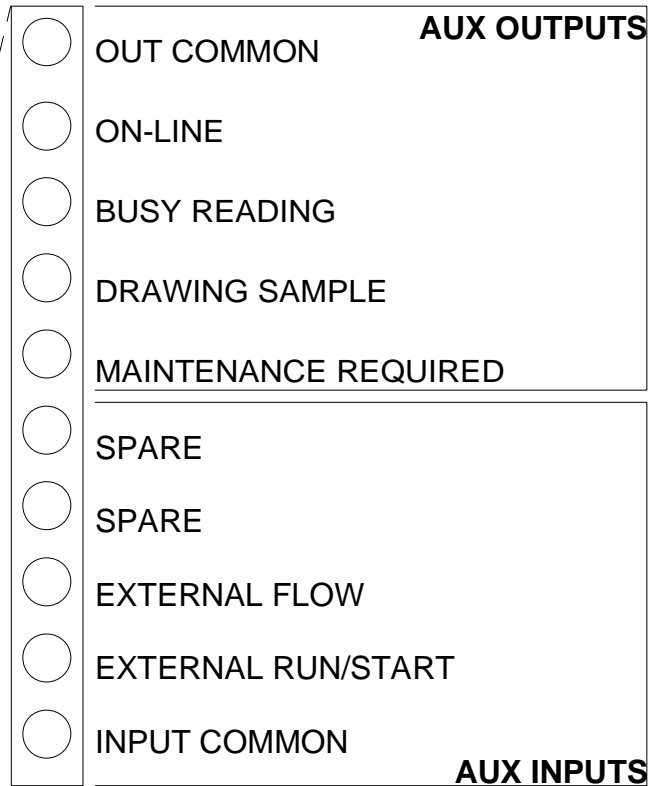 AUX OUTPUTS
OUT COMMON
ON-LINE
BUSY READING
DRAWING SAMPLE
MAINTENANCE REQUIRED
SPARE
SPARE
EXTERNAL FLOW
EXTERNAL RUN/START
INPUT COMMON
AUX INPUTS